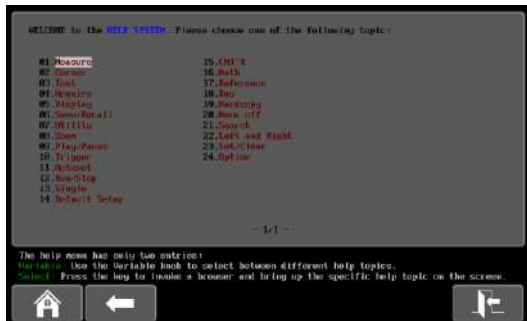 WELCOME to the HELP SYSTEM. Please choose one of the following topic:
01.Measure
02.Cursor
03.Test
04.Acquire
05.Display
06.Save/Recall
07.Utility
08.Zoom
09.Play/Pause
10.Trigger
11.Autoset
12.Run/Stop
13.Single
14.Default Setup
15.CH1~4
16.Math
17.Reference
18.Bus
19.Hardcopy
20.Menu off
21.Search
22.Left and Right
23.Set/Clear
24.Option
- 1/1 -
The help menu has only two entries:
Variable: Use the Variable knob to select between different help topics.
Select: Press the key to invoke a browser and bring up the specific help topic on the screen.